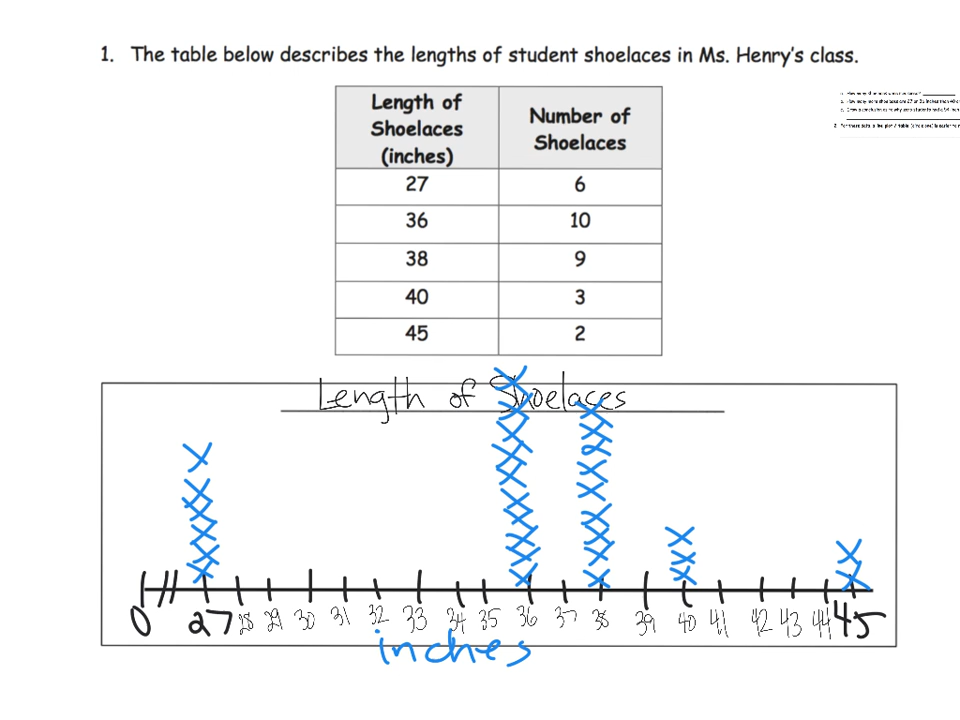 1. The table below describes the lengths of student shoelaces in Ms. Henry's class.
Length of Shoelaces (inches) Number of Shoelaces
27 6
36 10
38 9
40 3
45 2
Length of Shoelaces
0 27 28 29 30 31 32 33 34 35 36 37 38 39 40 41 42 43 44 45
inches